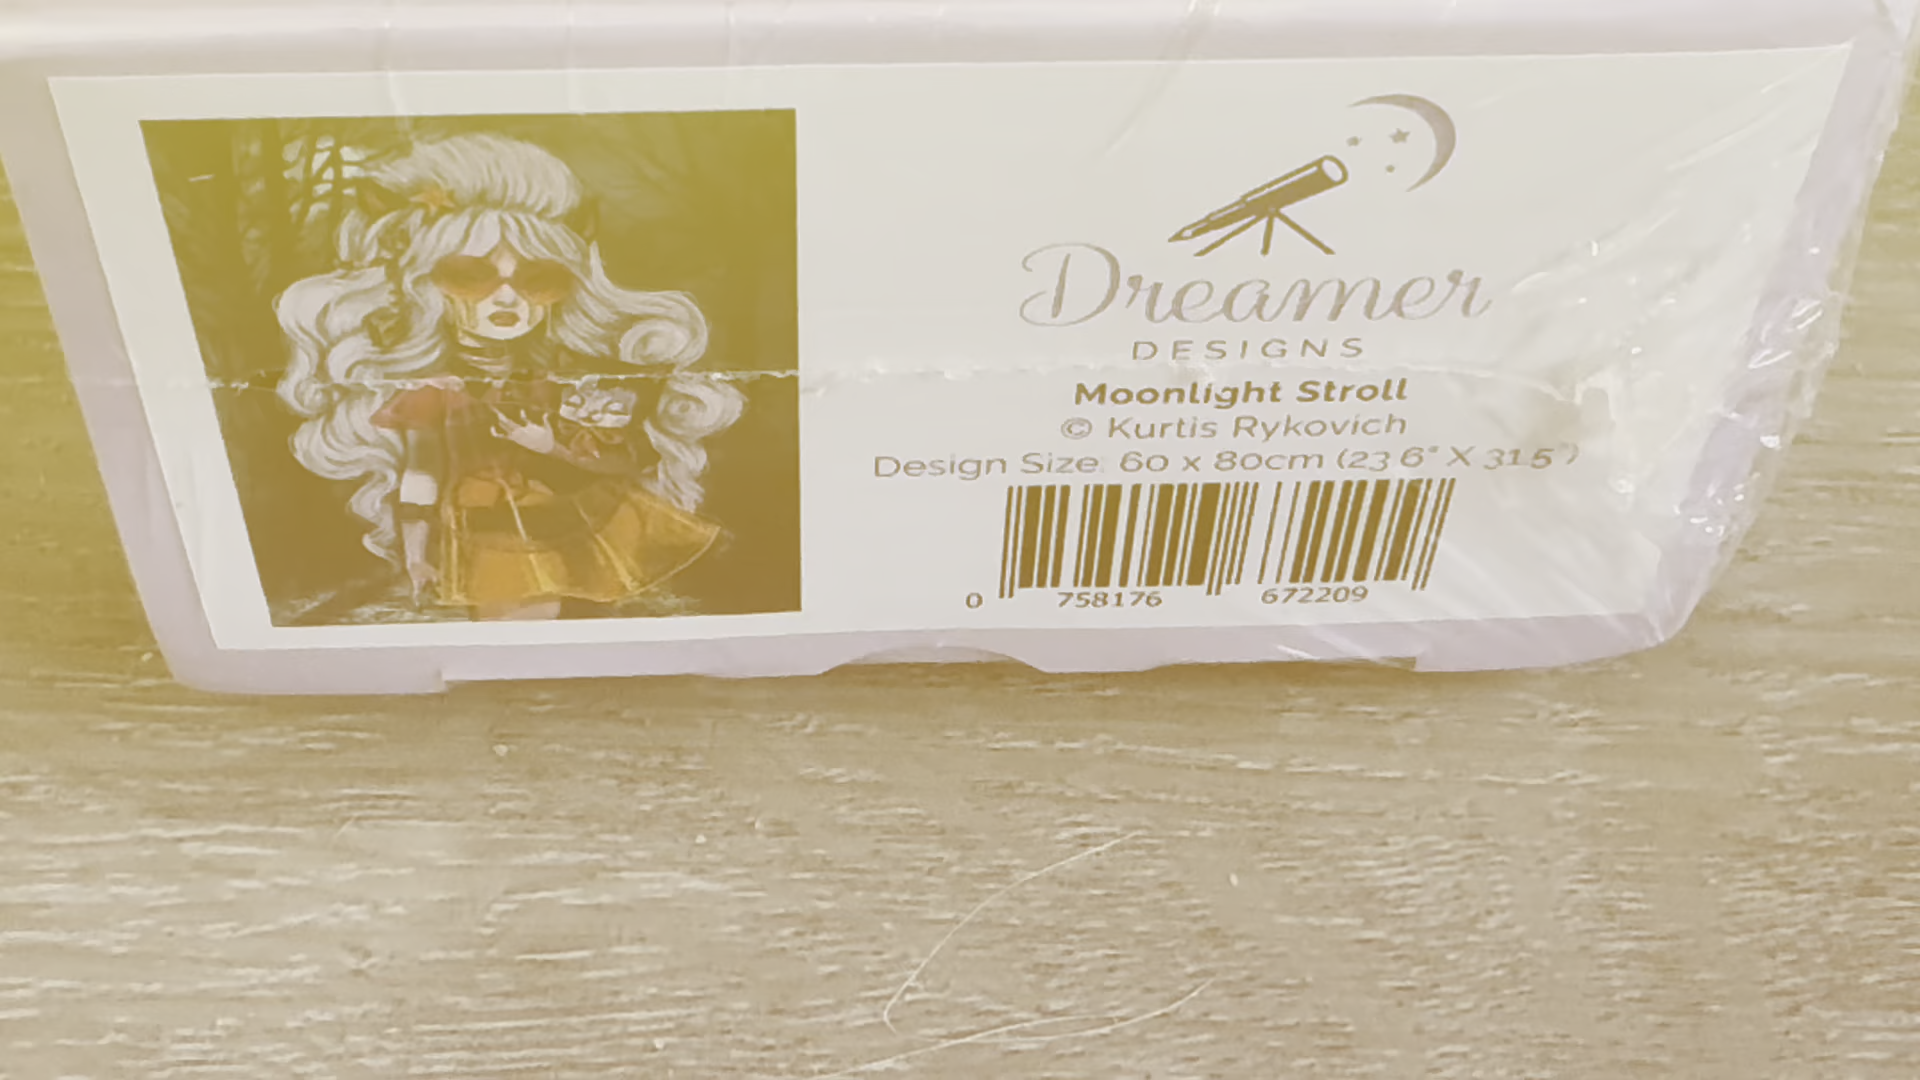 Dreamer
DESIGNS
Moonlight Stroll
© Kurtis Rykovich
Design Size: 60 x 80cm (23.6" X 31.5")
0 758176 672209